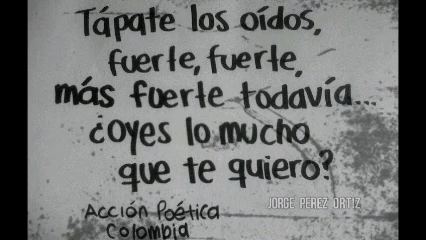 Tápate los oídos,
fuerte, fuerte,
más fuerte todavía...
¿oyes lo mucho
que te quiero?
JORGE PEREZ ORTIZ
Acción Poética
Colombia